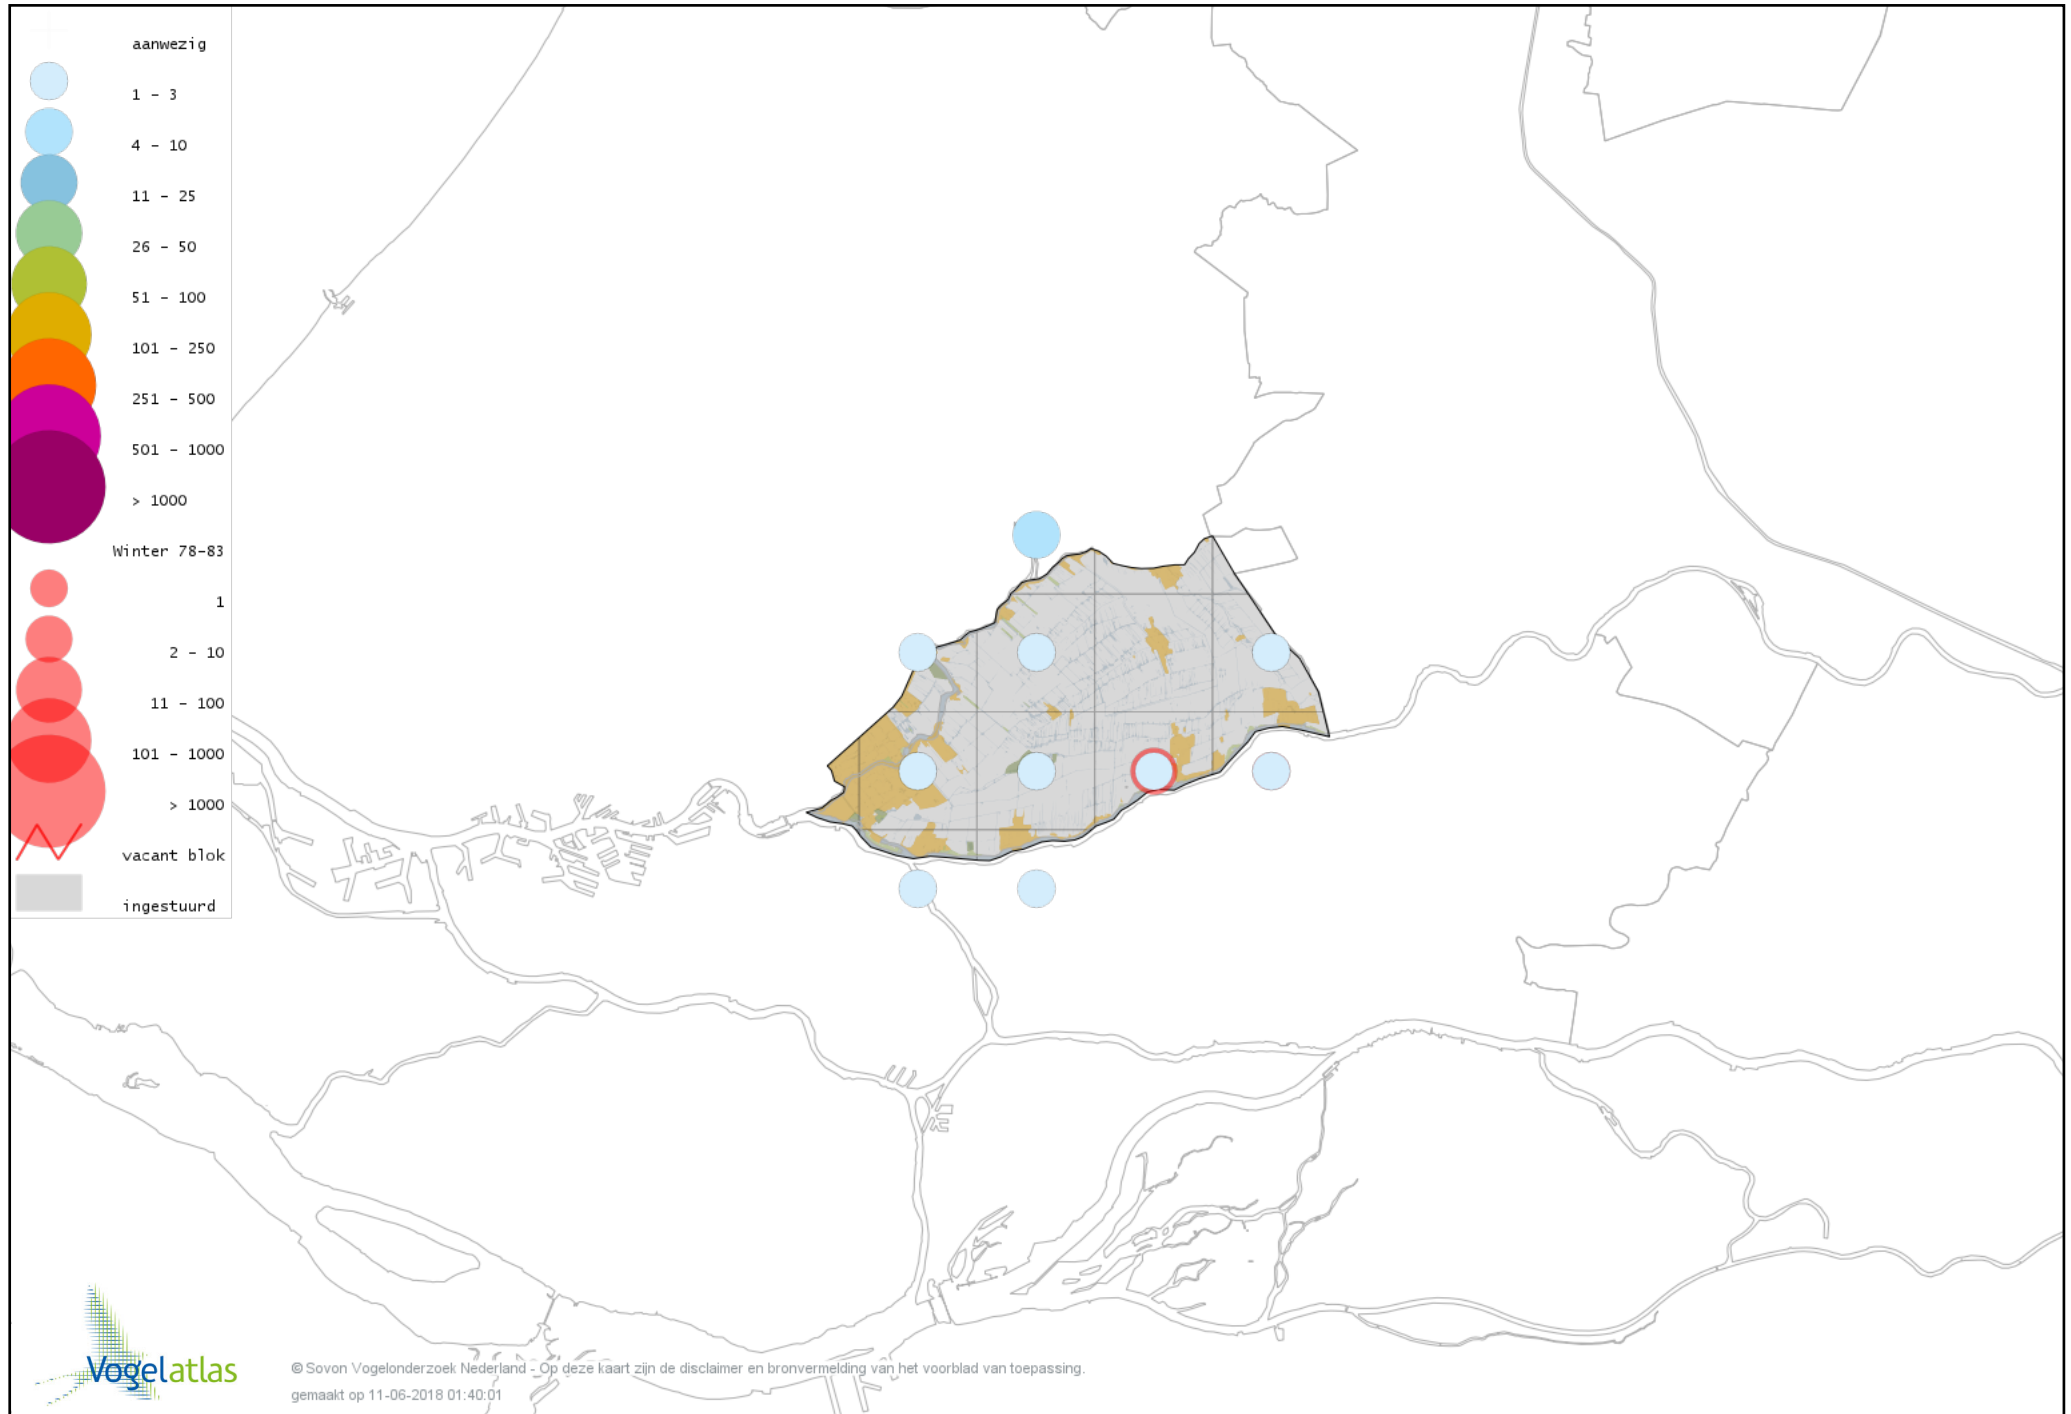 aanwezig
1 - 3
4 - 10
11 - 25
26 - 50
51 - 100
101 - 250
251 - 500
501 - 1000
> 1000
Winter 78-83
1
2 - 10
11 - 100
101 - 1000
> 1000
vacant blok
ingestuurd
Vogelatlas
© Sovon Vogelonderzoek Nederland - Op deze kaart zijn de disclaimer en bronvermelding van het voorblad van toepassing.
gemaakt op 11-06-2018 01:40:01